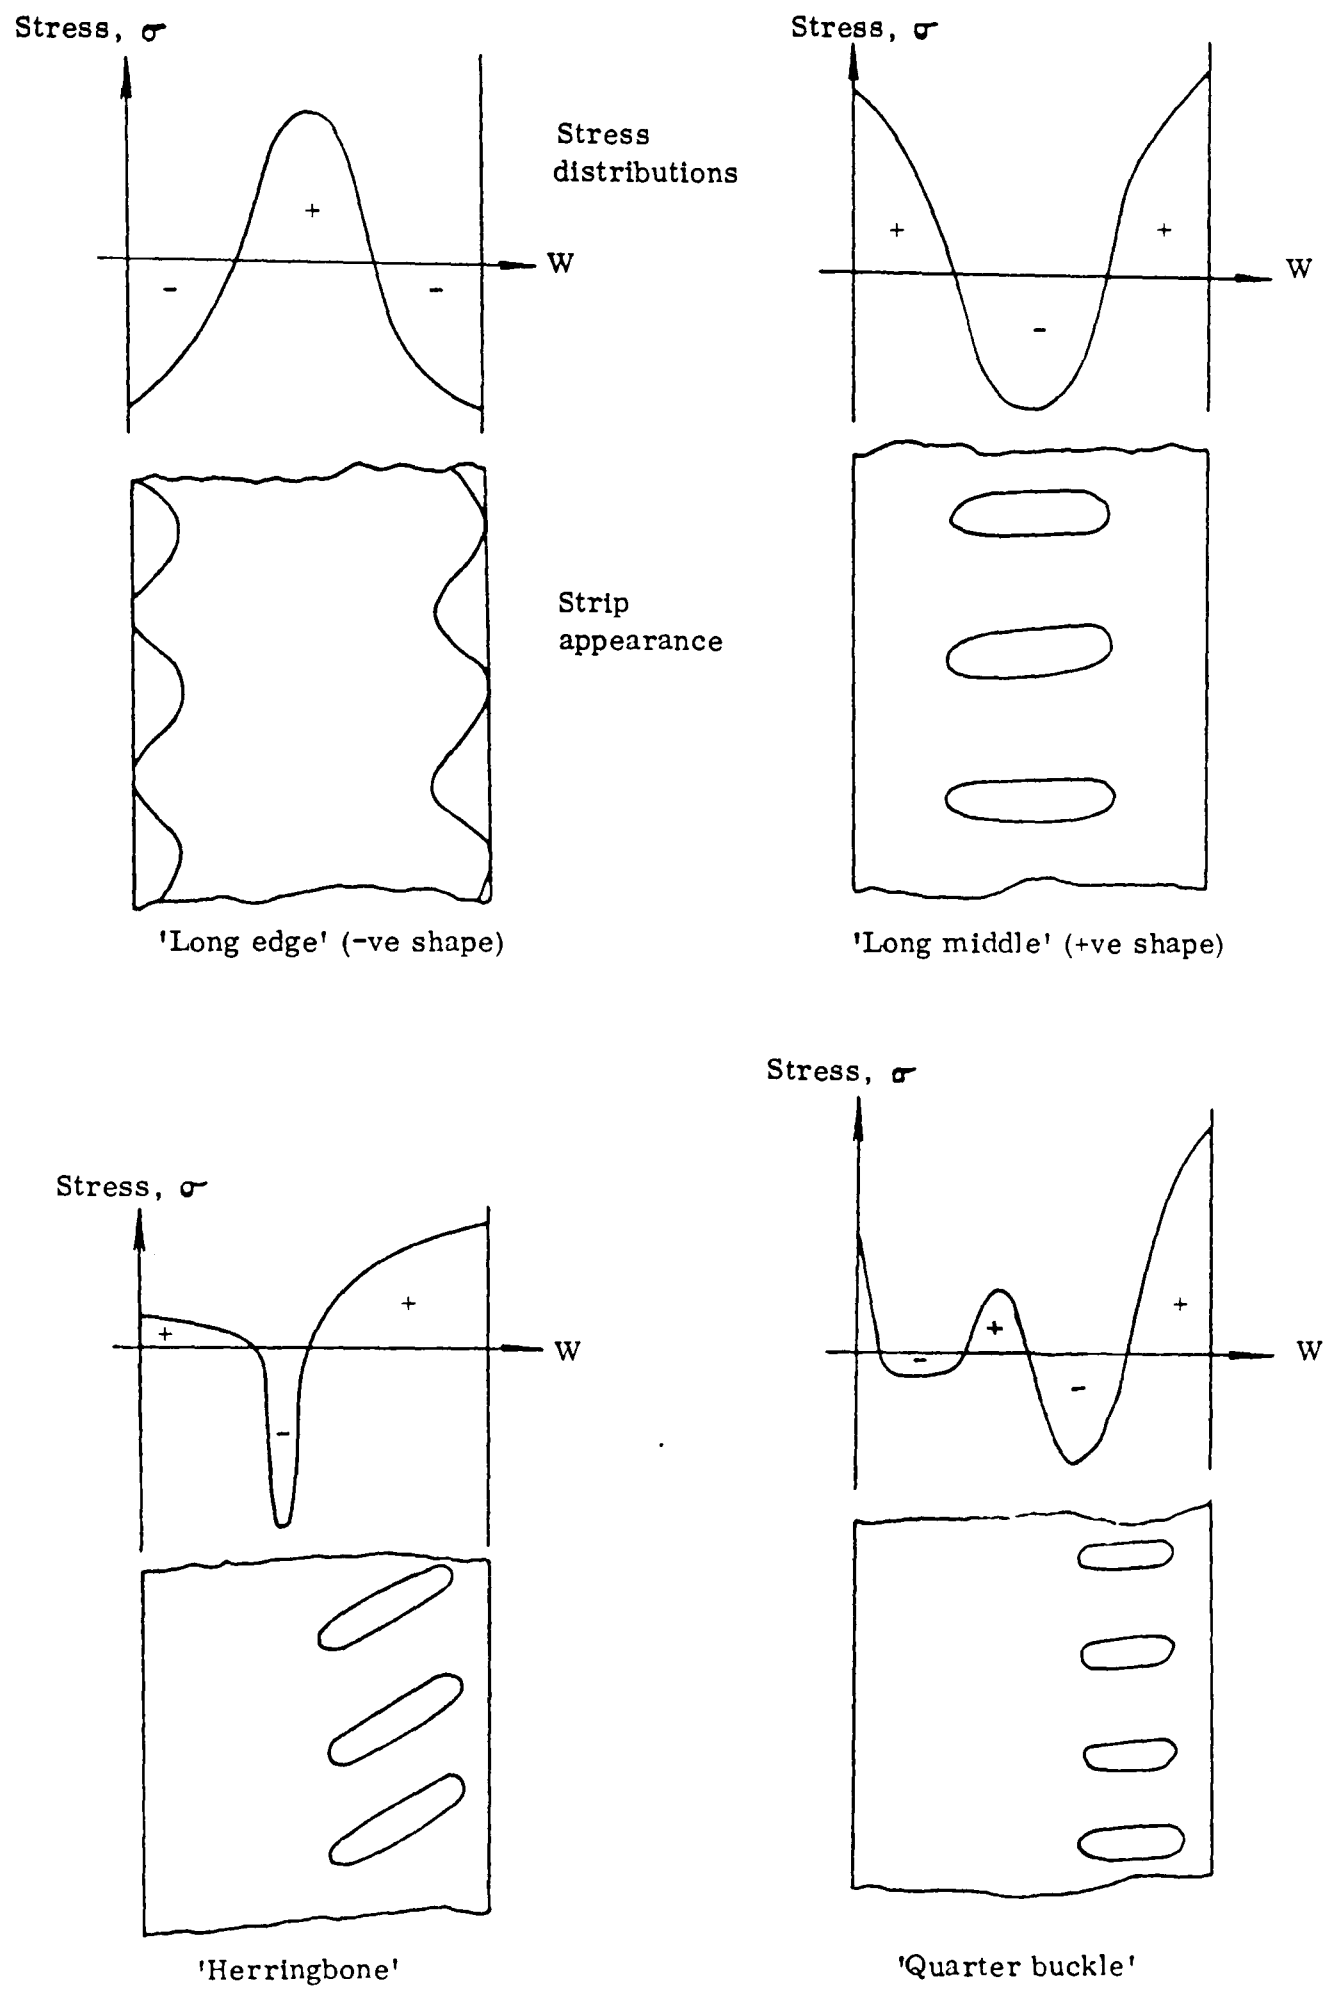 Stress, σ
Stress, σ
Stress
distributions
+
-
-
W
+
+
-
W
Strip
appearance
'Long edge' (-ve shape)
'Long middle' (+ve shape)
Stress, σ
Stress, σ
+
+
-
W
-
+
-
+
W
'Herringbone'
'Quarter buckle'